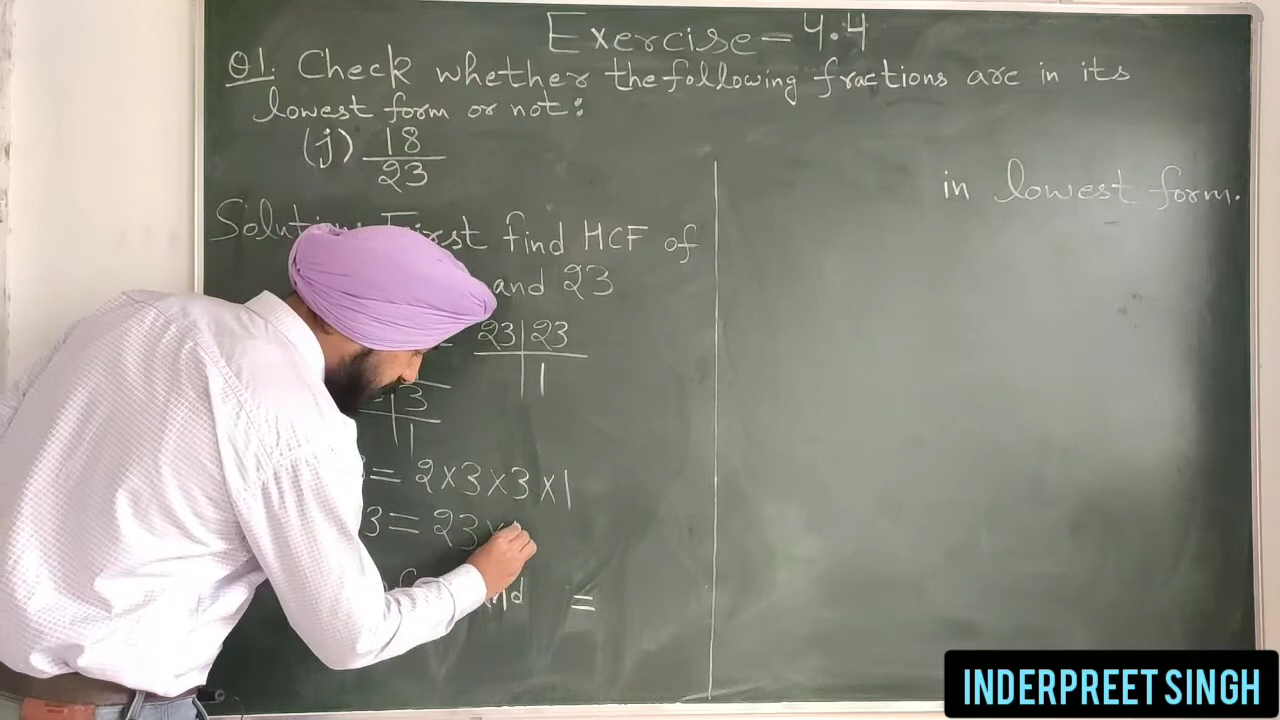 Exercise-4.4
Q1. Check whether the following fractions are in its
lowest form or not:
(j) 18
23
Solution: First find HCF of
and 23
23 23
1
3
1
= 2×3×3×1
3 = 23×
and =
in lowest form.
INDERPREET SINGH